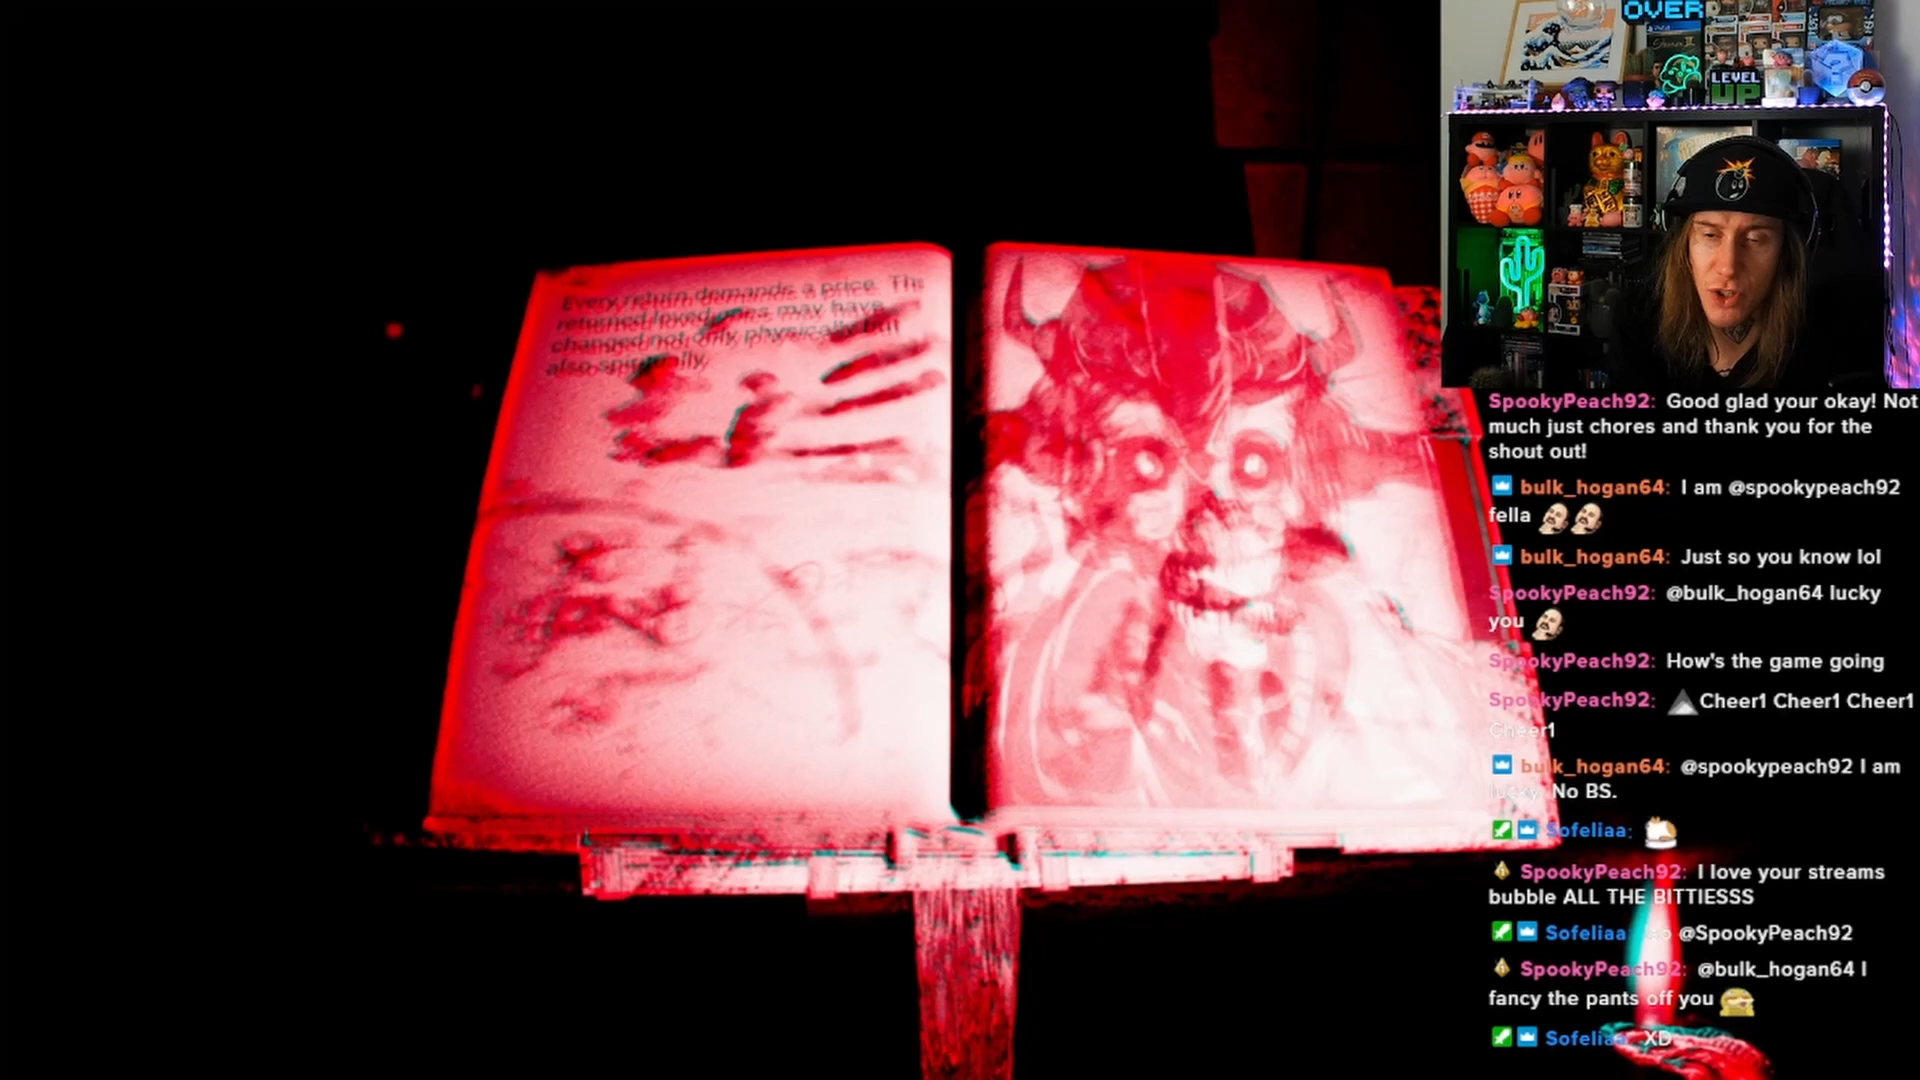 OVER
LEVEL
UP
Every return demands a price. The
returned loved ones may have
changed not only physically but
also spiritually.
SpookyPeach92: Good glad your okay! Not
much just chores and thank you for the
shout out!
bulk_hogan64: I am @spookypeach92
fella
bulk_hogan64: Just so you know lol
SpookyPeach92: @bulk_hogan64 lucky
you
SpookyPeach92: How's the game going
SpookyPeach92: Cheer1 Cheer1 Cheer1
Cheer1
bulk_hogan64: @spookypeach92 I am
lucky. No BS.
Sofeliaa:
SpookyPeach92: I love your streams
bubble ALL THE BITTIESSS
Sofeliaa @SpookyPeach92
SpookyPeach92: @bulk_hogan64 I
fancy the pants off you
Sofeliaa: XD